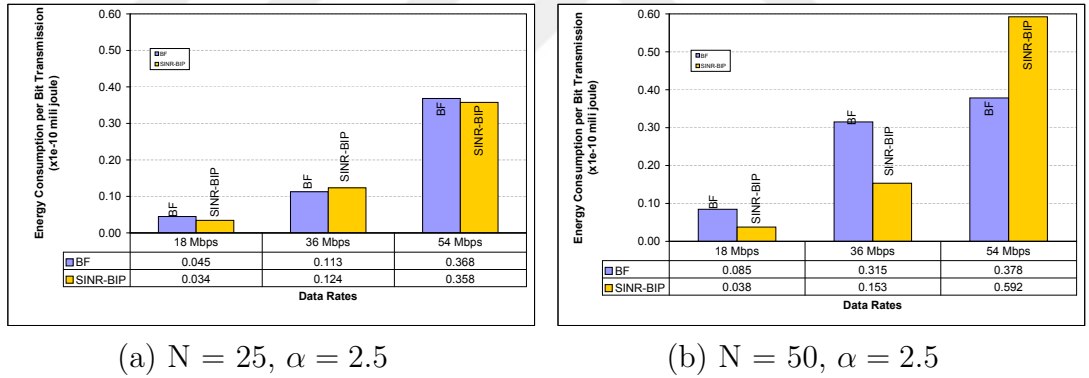 Energy Consumption per Bit Transmission
(x1e-10 mili joule)
0.60
0.50
0.40
0.30
0.20
0.10
0.00
BF
SINR-BIP
BF
SINR-BIP
BF
SINR-BIP
BF
SINR-BIP
18 Mbps 36 Mbps 54 Mbps
BF 0.045 0.113 0.368
SINR-BIP 0.034 0.124 0.358
Data Rates
(a) N = 25, α = 2.5
Energy Consumption per Bit Transmission
(x1e-10 mili joule)
0.60
0.50
0.40
0.30
0.20
0.10
0.00
BF
SINR-BIP
BF
SINR-BIP
BF
SINR-BIP
BF
SINR-BIP
18 Mbps 36 Mbps 54 Mbps
BF 0.085 0.315 0.378
SINR-BIP 0.038 0.153 0.592
Data Rates
(b) N = 50, α = 2.5